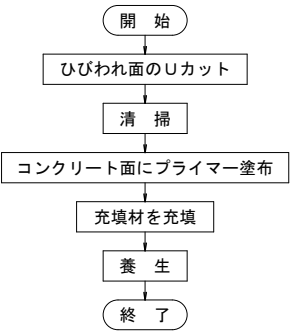 開　始
ひびわれ面のＵカット
清　掃
コンクリート面にプライマー塗布
充填材を充填
養　生
終　了